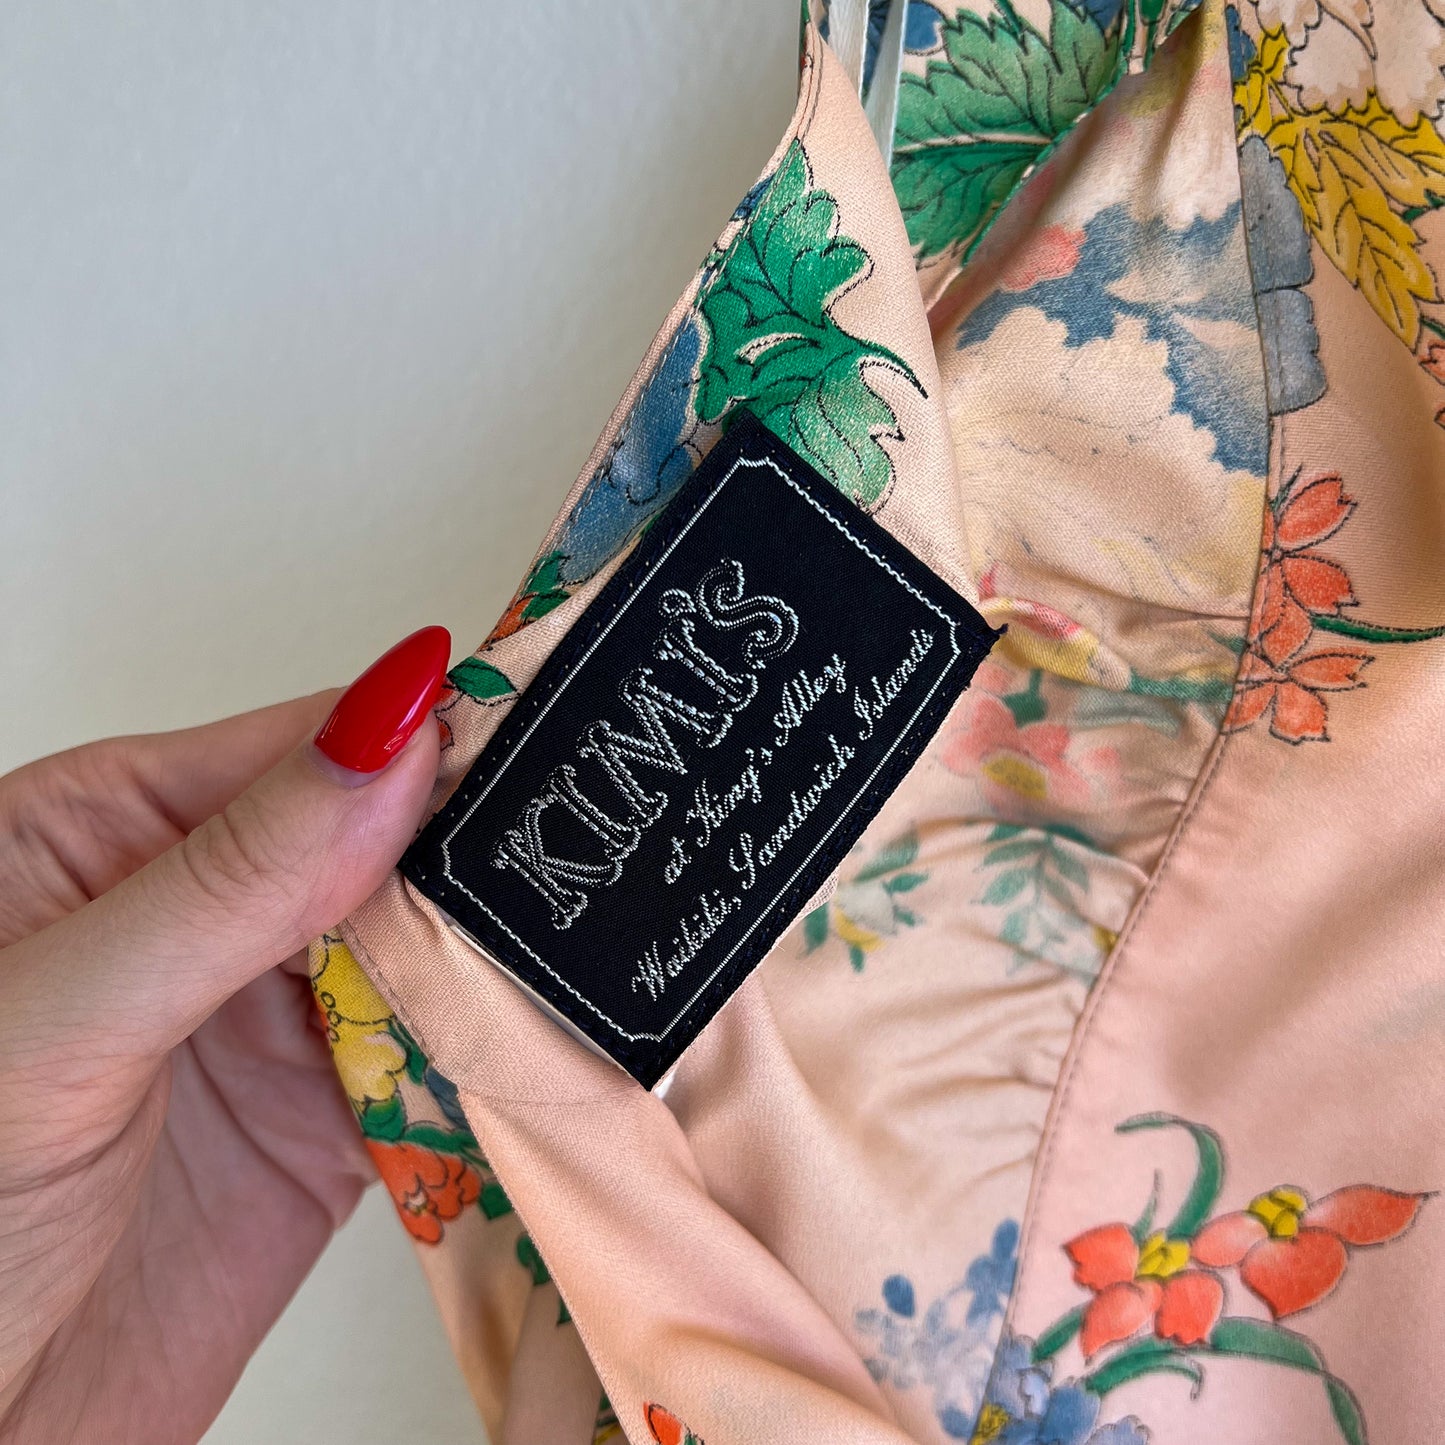 KIMI'S
at King's Alley
Waikiki, Sandwich Islands